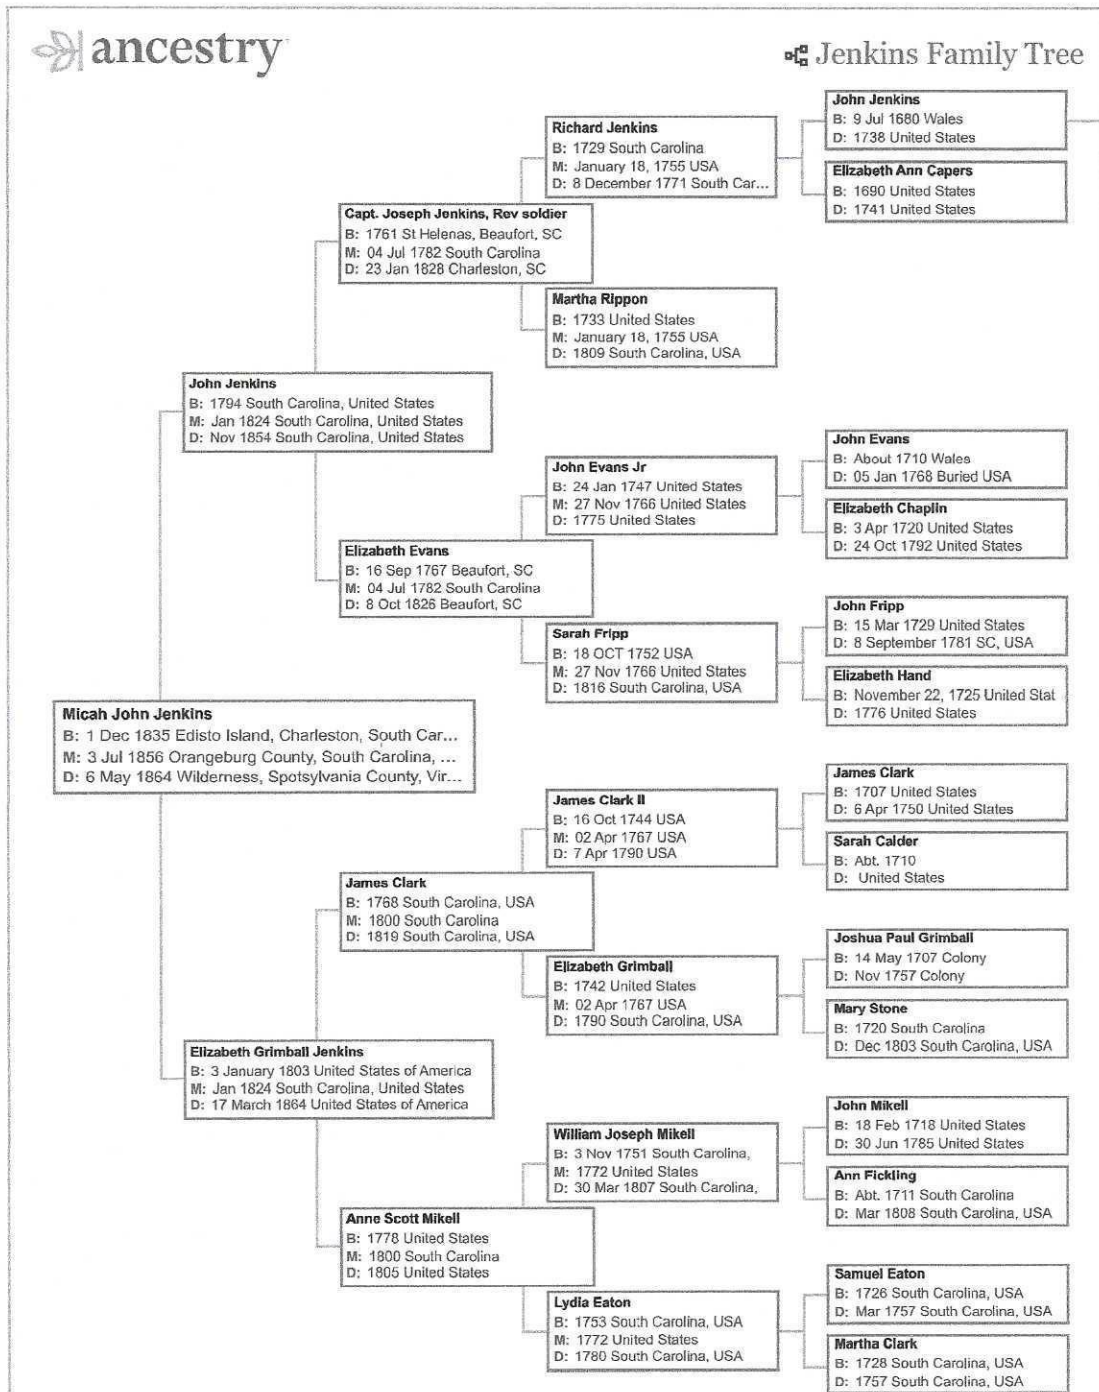 ancestry
Jenkins Family Tree
John Jenkins
B: 9 Jul 1680 Wales
D: 1738 United States
Richard Jenkins
B: 1729 South Carolina
M: January 18, 1755 USA
D: 8 December 1771 South Car...
Elizabeth Ann Capers
B: 1690 United States
D: 1741 United States
Capt. Joseph Jenkins, Rev soldier
B: 1761 St Helenas, Beaufort, SC
M: 04 Jul 1782 South Carolina
D: 23 Jan 1828 Charleston, SC
Martha Rippon
B: 1733 United States
M: January 18, 1755 USA
D: 1809 South Carolina, USA
John Jenkins
B: 1794 South Carolina, United States
M: Jan 1824 South Carolina, United States
D: Nov 1854 South Carolina, United States
John Evans
B: About 1710 Wales
D: 05 Jan 1768 Buried USA
John Evans Jr
B: 24 Jan 1747 United States
M: 27 Nov 1766 United States
D: 1775 United States
Elizabeth Chaplin
B: 3 Apr 1720 United States
D: 24 Oct 1792 United States
Elizabeth Evans
B: 16 Sep 1767 Beaufort, SC
M: 04 Jul 1782 South Carolina
D: 8 Oct 1826 Beaufort, SC
John Fripp
B: 15 Mar 1729 United States
D: 8 September 1781 SC, USA
Sarah Fripp
B: 18 OCT 1752 USA
M: 27 Nov 1766 United States
D: 1816 South Carolina, USA
Elizabeth Hand
B: November 22, 1725 United Stat
D: 1776 United States
Micah John Jenkins
B: 1 Dec 1835 Edisto Island, Charleston, South Car...
M: 3 Jul 1856 Orangeburg County, South Carolina, ...
D: 6 May 1864 Wilderness, Spotsylvania County, Vir...
James Clark
B: 1707 United States
D: 6 Apr 1750 United States
James Clark II
B: 16 Oct 1744 USA
M: 02 Apr 1767 USA
D: 7 Apr 1790 USA
Sarah Calder
B: Abt. 1710
D: United States
James Clark
B: 1768 South Carolina, USA
M: 1800 South Carolina
D: 1819 South Carolina, USA
Joshua Paul Grimball
B: 14 May 1707 Colony
D: Nov 1757 Colony
Elizabeth Grimball
B: 1742 United States
M: 02 Apr 1767 USA
D: 1790 South Carolina, USA
Mary Stone
B: 1720 South Carolina
D: Dec 1803 South Carolina, USA
Elizabeth Grimball Jenkins
B: 3 January 1803 United States of America
M: Jan 1824 South Carolina, United States
D: 17 March 1864 United States of America
John Mikell
B: 18 Feb 1718 United States
D: 30 Jun 1785 United States
William Joseph Mikell
B: 3 Nov 1751 South Carolina,
M: 1772 United States
D: 30 Mar 1807 South Carolina,
Ann Fickling
B: Abt. 1711 South Carolina
D: Mar 1808 South Carolina, USA
Anne Scott Mikell
B: 1778 United States
M: 1800 South Carolina
D: 1805 United States
Samuel Eaton
B: 1726 South Carolina, USA
D: Mar 1757 South Carolina, USA
Lydia Eaton
B: 1753 South Carolina, USA
M: 1772 United States
D: 1780 South Carolina, USA
Martha Clark
B: 1728 South Carolina, USA
D: 1757 South Carolina, USA